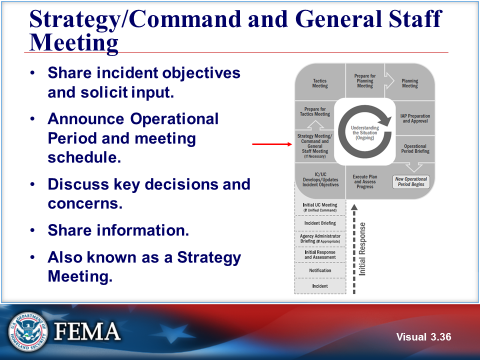 Strategy/Command and General Staff
Meeting
• Share incident objectives
and solicit input.
• Announce Operational
Period and meeting
schedule.
• Discuss key decisions and
concerns.
• Share information.
• Also known as a Strategy
Meeting.
Tactics
Meeting
Prepare for
Planning
Meeting
Planning
Meeting
Prepare for
Tactics Meeting
Understanding
the Situation
(Ongoing)
IAP Preparation
and Approval
Strategy Meeting/
Command and
General
Staff Meeting
(If Necessary)
Operational
Period Briefing
IC/UC
Develops/Updates
Incident Objectives
Execute Plan
and Assess
Progress
New Operational
Period Begins
Initial UC Meeting
(If Unified Command)
Incident Briefing
Agency Administrator
Briefing (If Appropriate)
Initial Response
and Assessment
Notification
Incident
Initial Response
FEMA
Visual 3.36